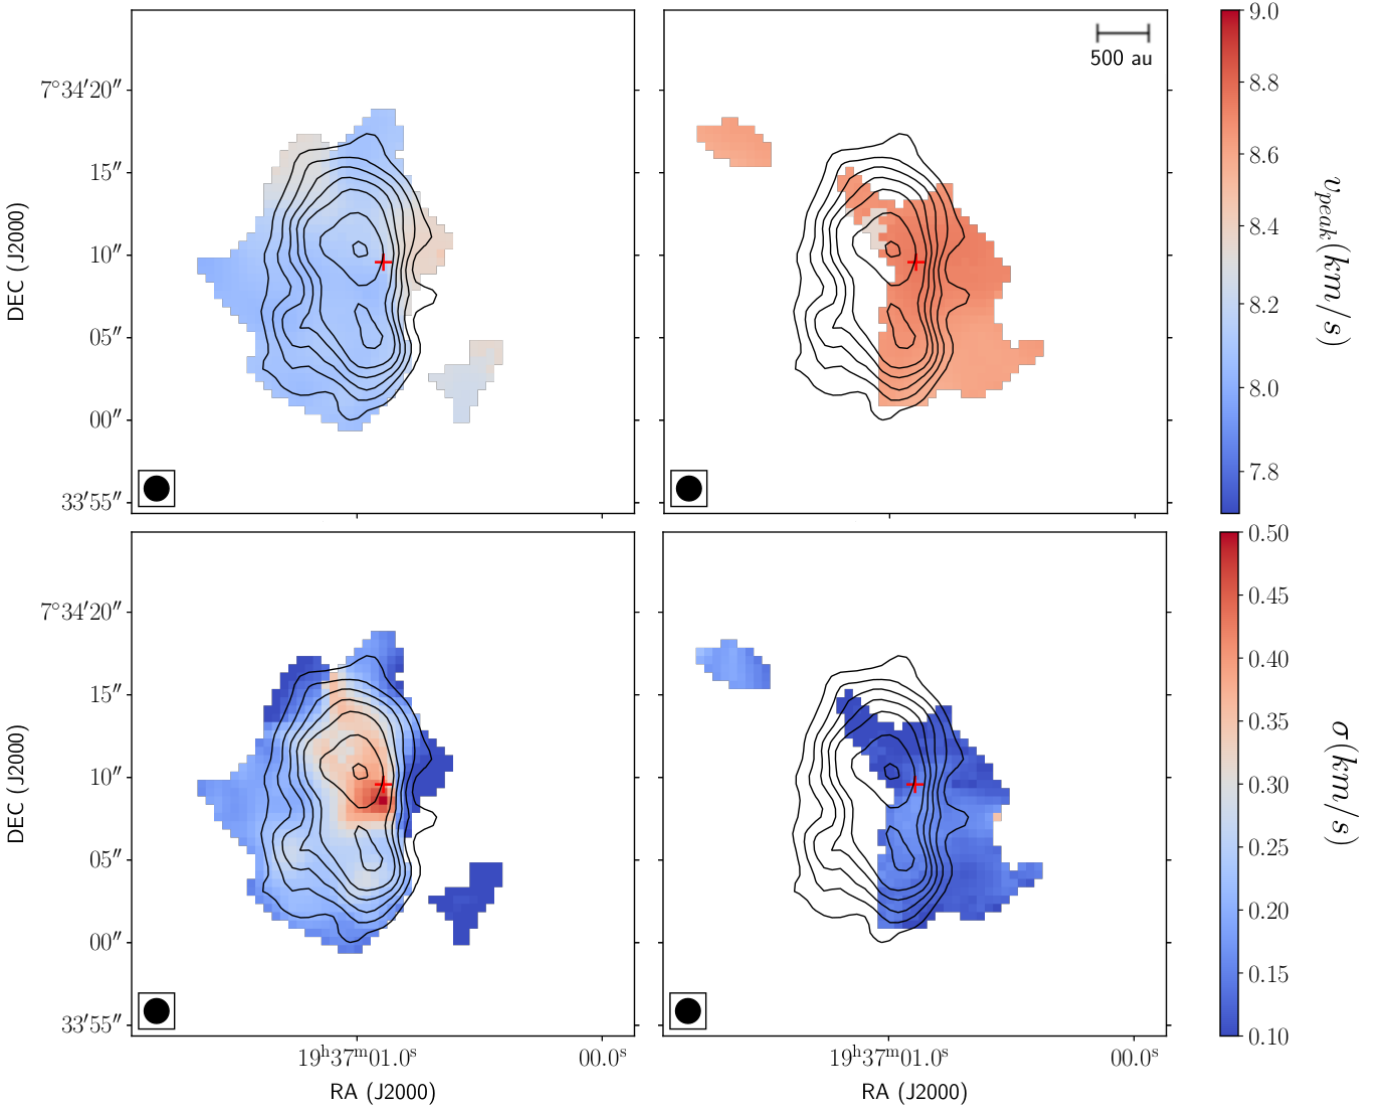 7°34′20″
15″
10″
05″
00″
33′55″
DEC (J2000)
500 au
9.0
8.8
8.6
8.4
8.2
8.0
7.8
v_peak(km/s)
7°34′20″
15″
10″
05″
00″
33′55″
DEC (J2000)
19ʰ37ᵐ01.0ˢ
00.0ˢ
RA (J2000)
19ʰ37ᵐ01.0ˢ
00.0ˢ
RA (J2000)
0.50
0.45
0.40
0.35
0.30
0.25
0.20
0.15
0.10
σ(km/s)